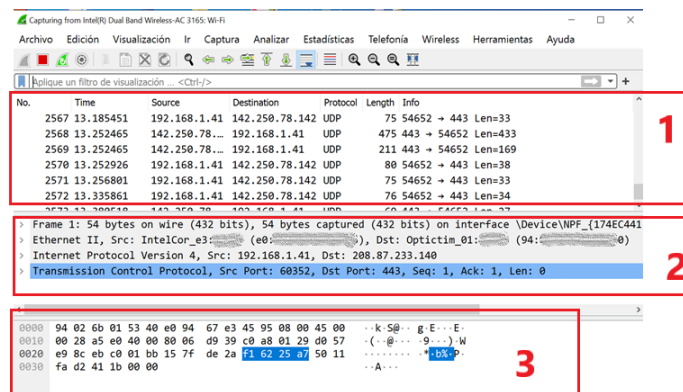 Capturing from Intel(R) Dual Band Wireless-AC 3165: Wi-Fi
Archivo Edición Visualización Ir Captura Analizar Estadísticas Telefonía Wireless Herramientas Ayuda
Aplique un filtro de visualización ... <Ctrl-/>
No. Time Source Destination Protocol Length Info
2567 13.185451 192.168.1.41 142.250.78.142 UDP 75 54652 → 443 Len=33
1
2568 13.252465 142.250.78.… 192.168.1.41 UDP 475 443 → 54652 Len=433
2569 13.252465 142.250.78.… 192.168.1.41 UDP 211 443 → 54652 Len=169
2570 13.252926 192.168.1.41 142.250.78.142 UDP 80 54652 → 443 Len=38
2571 13.256801 192.168.1.41 142.250.78.142 UDP 75 54652 → 443 Len=33
2572 13.335861 192.168.1.41 142.250.78.142 UDP 76 54652 → 443 Len=34
Frame 1: 54 bytes on wire (432 bits), 54 bytes captured (432 bits) on interface \Device\NPF_{174EC441
Ethernet II, Src: IntelCor_e3: (e0: ), Dst: Optictim_01: (94: 0)
Internet Protocol Version 4, Src: 192.168.1.41, Dst: 208.87.233.140
2
Transmission Control Protocol, Src Port: 60352, Dst Port: 443, Seq: 1, Ack: 1, Len: 0
0000 94 02 6b 01 53 40 e0 94 67 e3 45 95 08 00 45 00 ··k·S@·· g·E···E·
0010 00 28 a5 e0 40 00 80 06 d9 39 c0 a8 01 29 d0 57 ·(··@··· ·9···)·W
0020 e9 8c eb c0 01 bb 15 7f de 2a f1 62 25 a7 50 11 ········ ·*·b%·P·
0030 fa d2 41 1b 00 00 ··A···
3